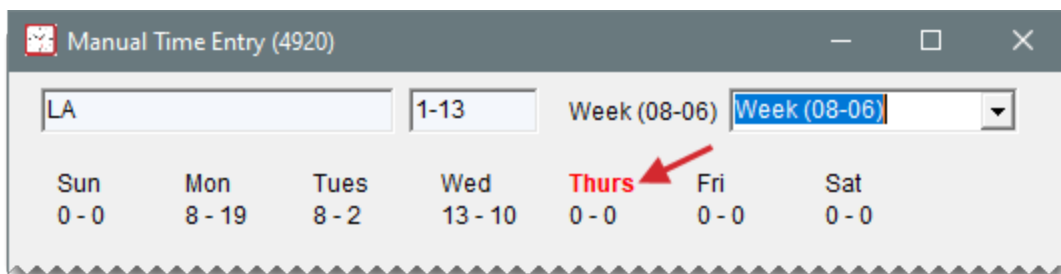 Manual Time Entry (4920)
LA 1-13 Week (08-06) Week (08-06)
Sun Mon Tues Wed Thurs Fri Sat
0 - 0 8 - 19 8 - 2 13 - 10 0 - 0 0 - 0 0 - 0